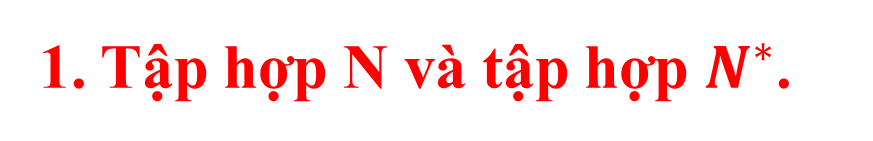 1. Tập hợp N và tập hợp N*.